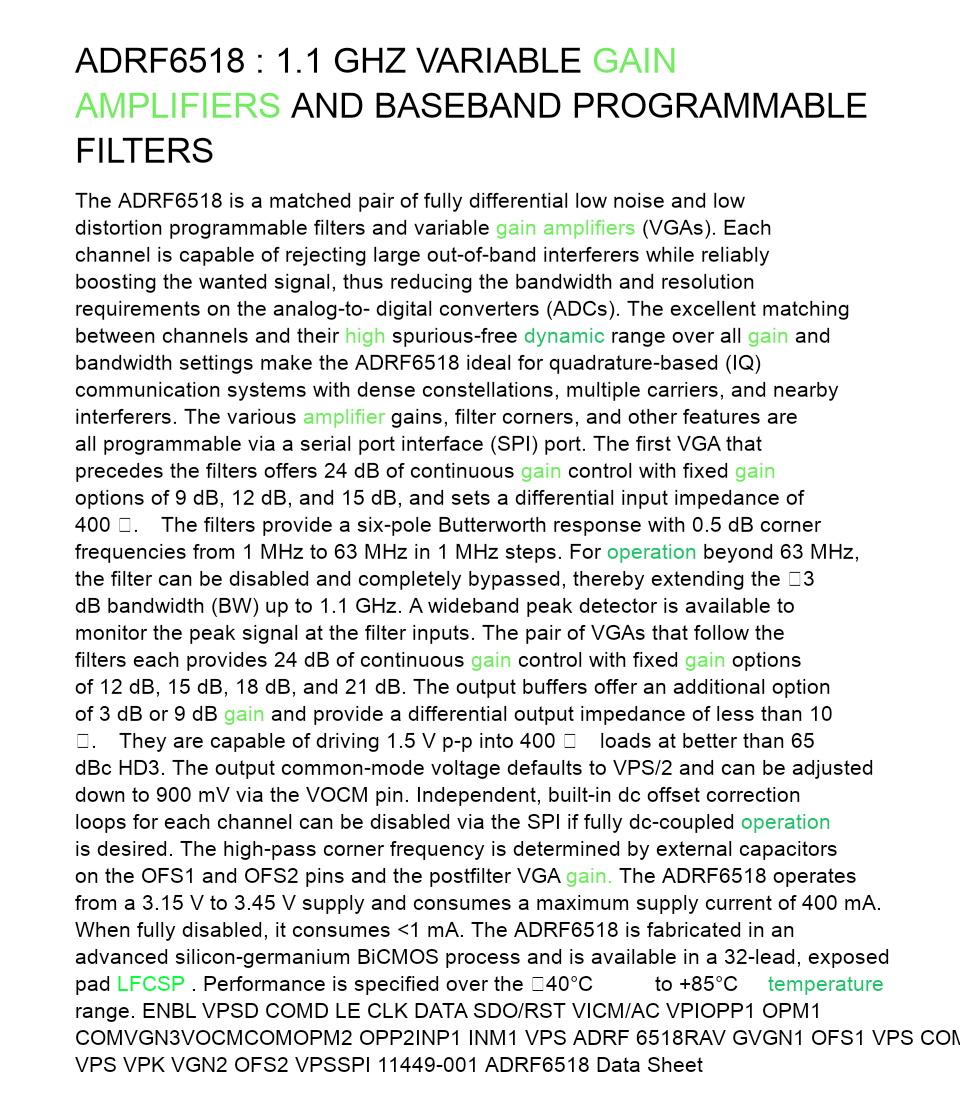 ADRF6518 : 1.1 GHZ VARIABLE GAIN
AMPLIFIERS AND BASEBAND PROGRAMMABLE
FILTERS
The ADRF6518 is a matched pair of fully differential low noise and low
distortion programmable filters and variable gain amplifiers (VGAs). Each
channel is capable of rejecting large out-of-band interferers while reliably
boosting the wanted signal, thus reducing the bandwidth and resolution
requirements on the analog-to- digital converters (ADCs). The excellent matching
between channels and their high spurious-free dynamic range over all gain and
bandwidth settings make the ADRF6518 ideal for quadrature-based (IQ)
communication systems with dense constellations, multiple carriers, and nearby
interferers. The various amplifier gains, filter corners, and other features are
all programmable via a serial port interface (SPI) port. The first VGA that
precedes the filters offers 24 dB of continuous gain control with fixed gain
options of 9 dB, 12 dB, and 15 dB, and sets a differential input impedance of
400 □. The filters provide a six-pole Butterworth response with 0.5 dB corner
frequencies from 1 MHz to 63 MHz in 1 MHz steps. For operation beyond 63 MHz,
the filter can be disabled and completely bypassed, thereby extending the □3
dB bandwidth (BW) up to 1.1 GHz. A wideband peak detector is available to
monitor the peak signal at the filter inputs. The pair of VGAs that follow the
filters each provides 24 dB of continuous gain control with fixed gain options
of 12 dB, 15 dB, 18 dB, and 21 dB. The output buffers offer an additional option
of 3 dB or 9 dB gain and provide a differential output impedance of less than 10
□. They are capable of driving 1.5 V p-p into 400 □ loads at better than 65
dBc HD3. The output common-mode voltage defaults to VPS/2 and can be adjusted
down to 900 mV via the VOCM pin. Independent, built-in dc offset correction
loops for each channel can be disabled via the SPI if fully dc-coupled operation
is desired. The high-pass corner frequency is determined by external capacitors
on the OFS1 and OFS2 pins and the postfilter VGA gain. The ADRF6518 operates
from a 3.15 V to 3.45 V supply and consumes a maximum supply current of 400 mA.
When fully disabled, it consumes <1 mA. The ADRF6518 is fabricated in an
advanced silicon-germanium BiCMOS process and is available in a 32-lead, exposed
pad LFCSP . Performance is specified over the □40°C to +85°C temperature
range. ENBL VPSD COMD LE CLK DATA SDO/RST VICM/AC VPIOPP1 OPM1
COMVGN3VOCMCOMOPM2 OPP2INP1 INM1 VPS ADRF 6518RAV GVGN1 OFS1 VPS
VPS VPK VGN2 OFS2 VPSSPI 11449-001 ADRF6518 Data Sheet